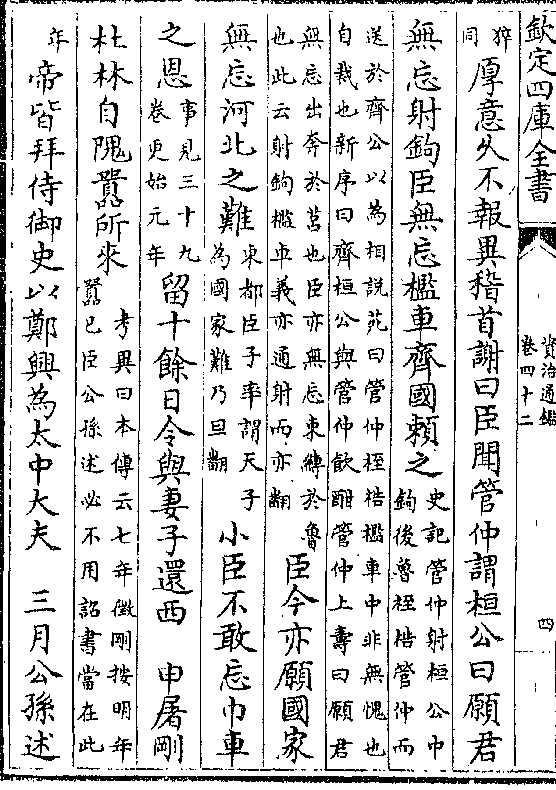 欽定四庫全書
資治通鑑
卷四十二
四
猝
同
厚意久不報異稽首謝曰臣聞管仲謂桓公曰願君
無忘射鉤臣無忘檻車齊國賴之
史記管仲射桓公中
鉤後魯桎梏管仲而
送於齊公以為相說苑曰管仲桎梏檻車中非無愧也
自裁也新序曰齊桓公與管仲飲酣管仲上壽曰願君
無忘出奔於莒也臣亦無忘束縛於魯
也此云射鉤檻車義亦通射而亦翻
臣今亦願國家
無忘河北之難
東都臣子率謂天子
為國家難乃旦翻
小臣不敢忘巾車
之恩
事見三十九
卷更始元年
留十餘日令與妻子還西 申屠剛
杜林自隗囂所來
考異曰本傳云七年徵剛按明年
囂已臣公孫述必不用詔書當在此
年
帝皆拜侍御史以鄭興為太中大夫 三月公孫述